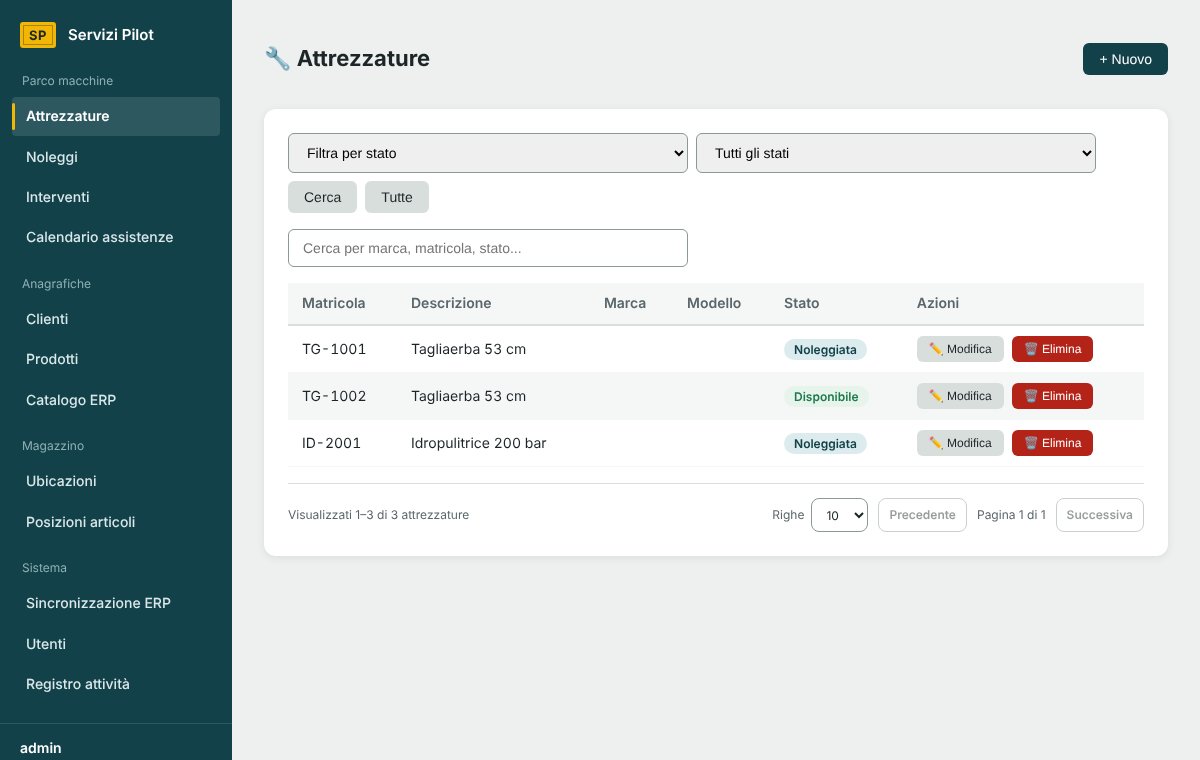 SP Servizi Pilot
Parco macchine
Attrezzature
Noleggi
Interventi
Calendario assistenze
Anagrafiche
Clienti
Prodotti
Catalogo ERP
Magazzino
Ubicazioni
Posizioni articoli
Sistema
Sincronizzazione ERP
Utenti
Registro attività
admin
🔧 Attrezzature
+ Nuovo
Filtra per stato Tutti gli stati
Cerca Tutte
Cerca per marca, matricola, stato...
Matricola Descrizione Marca Modello Stato Azioni
TG-1001 Tagliaerba 53 cm Noleggiata ✏️ Modifica 🗑️ Elimina
TG-1002 Tagliaerba 53 cm Disponibile ✏️ Modifica 🗑️ Elimina
ID-2001 Idropulitrice 200 bar Noleggiata ✏️ Modifica 🗑️ Elimina
Visualizzati 1–3 di 3 attrezzature Righe 10 Precedente Pagina 1 di 1 Successiva